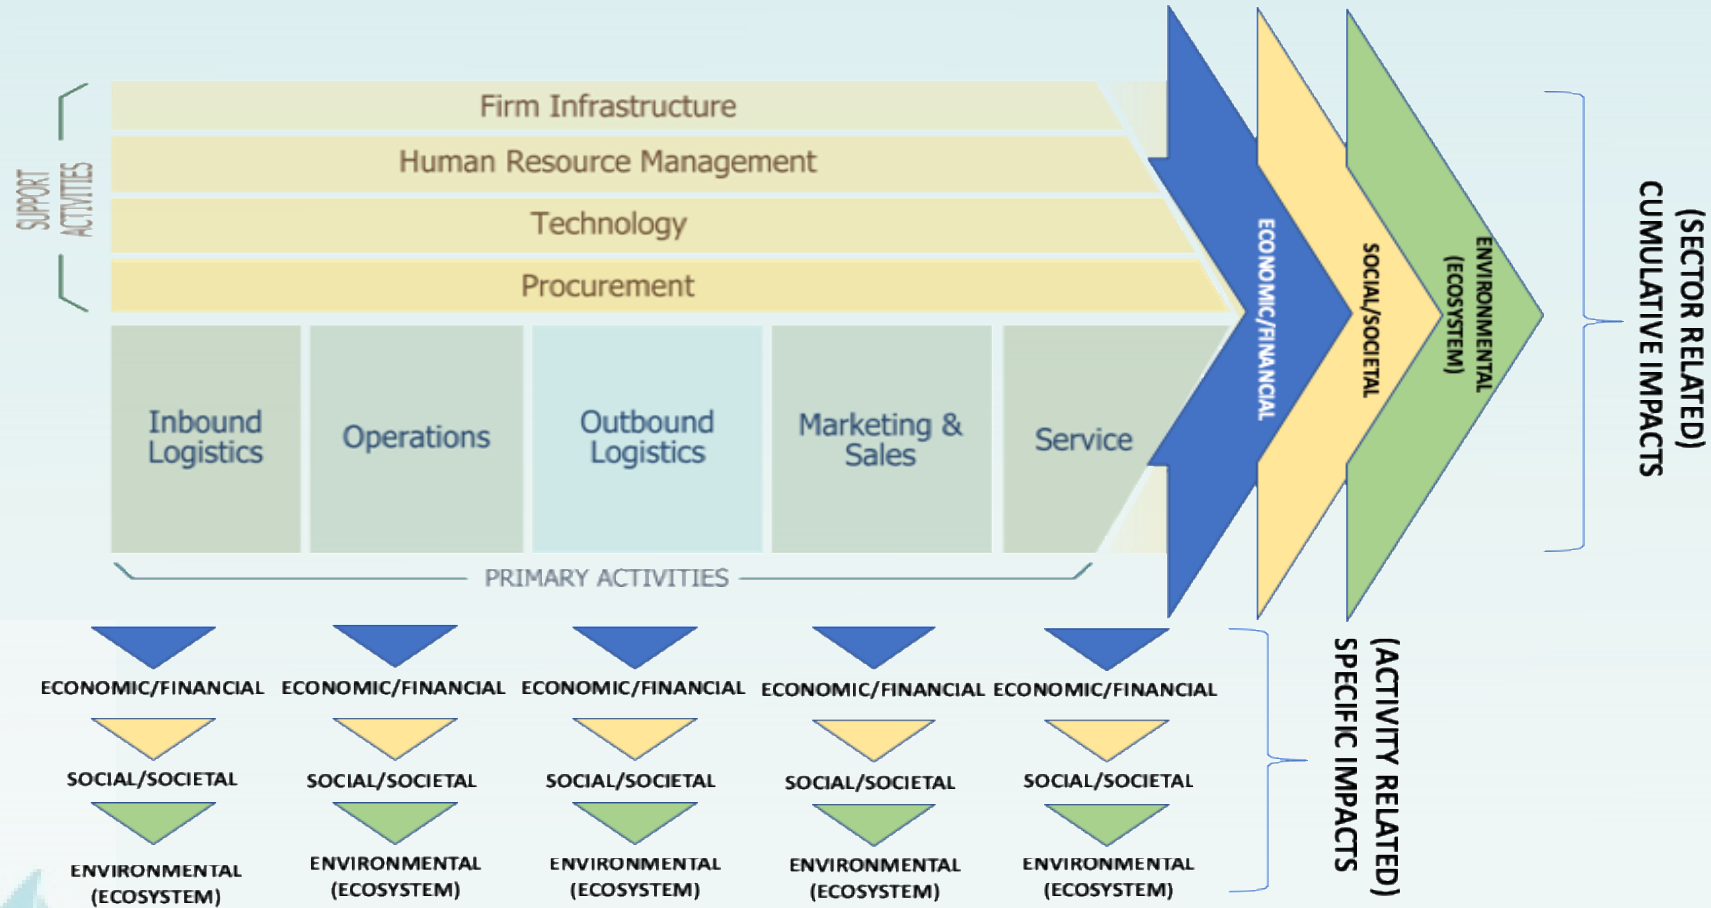 Firm Infrastructure
Human Resource Management
Technology
Procurement
SUPPORT
ACTIVITIES
Inbound
Logistics
Operations
Outbound
Logistics
Marketing &
Sales
Service
PRIMARY ACTIVITIES
ECONOMIC/FINANCIAL
SOCIAL/SOCIETAL
ENVIRONMENTAL
(ECOSYSTEM)
(SECTOR RELATED)
CUMULATIVE IMPACTS
ECONOMIC/FINANCIAL
ECONOMIC/FINANCIAL
ECONOMIC/FINANCIAL
ECONOMIC/FINANCIAL
ECONOMIC/FINANCIAL
SOCIAL/SOCIETAL
SOCIAL/SOCIETAL
SOCIAL/SOCIETAL
SOCIAL/SOCIETAL
SOCIAL/SOCIETAL
ENVIRONMENTAL
(ECOSYSTEM)
ENVIRONMENTAL
(ECOSYSTEM)
ENVIRONMENTAL
(ECOSYSTEM)
ENVIRONMENTAL
(ECOSYSTEM)
ENVIRONMENTAL
(ECOSYSTEM)
(ACTIVITY RELATED)
SPECIFIC IMPACTS